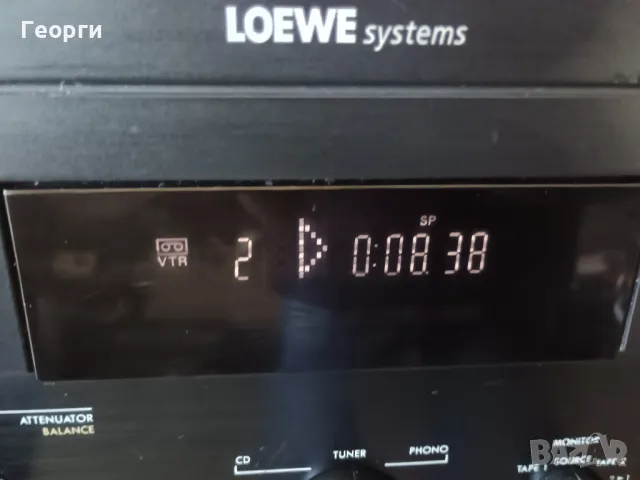 Георги
LOEWE systems
SP
VTR 2 0:08.38
ATTENUATOR
BALANCE
CD TUNER PHONO
MONITOR
TAPE 1 SOURCE TAPE 2
bazar